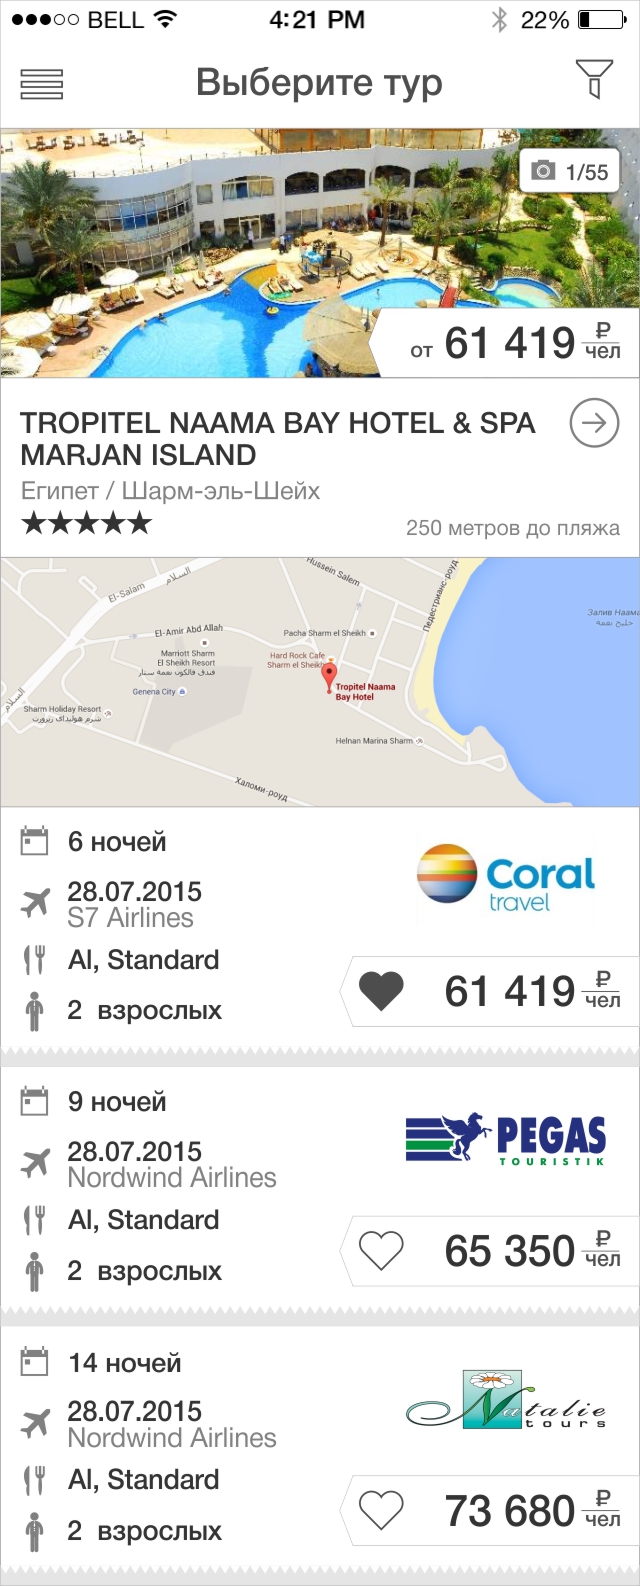 BELL 4:21 PM 22%
Выберите тур
1/55
от 61 419 ₽
чел
TROPITEL NAAMA BAY HOTEL & SPA
MARJAN ISLAND
Египет / Шарм-эль-Шейх
250 метров до пляжа
Hussein Salem
السلام
El-Salam
Педестрианс-роуд
Залив Наама
خليج نعمة
El-Amir Abd Allah
Pacha Sharm el Sheikh
Marriott Sharm
El Sheikh Resort
فندق فالكون نعمة ستار
Hard Rock Cafe
Sharm el Sheikh
Genena City
Tropitel Naama
Bay Hotel
السلام
Sharm Holiday Resort
شرم هوليداى ريزورت
Helnan Marina Sharm
Халоми-роуд
6 ночей
28.07.2015
S7 Airlines
Coral
travel
AI, Standard
2 взрослых
61 419 ₽
чел
9 ночей
28.07.2015
Nordwind Airlines
PEGAS
TOURISTIK
AI, Standard
2 взрослых
65 350 ₽
чел
14 ночей
28.07.2015
Nordwind Airlines
Natalie
tours
AI, Standard
2 взрослых
73 680 ₽
чел